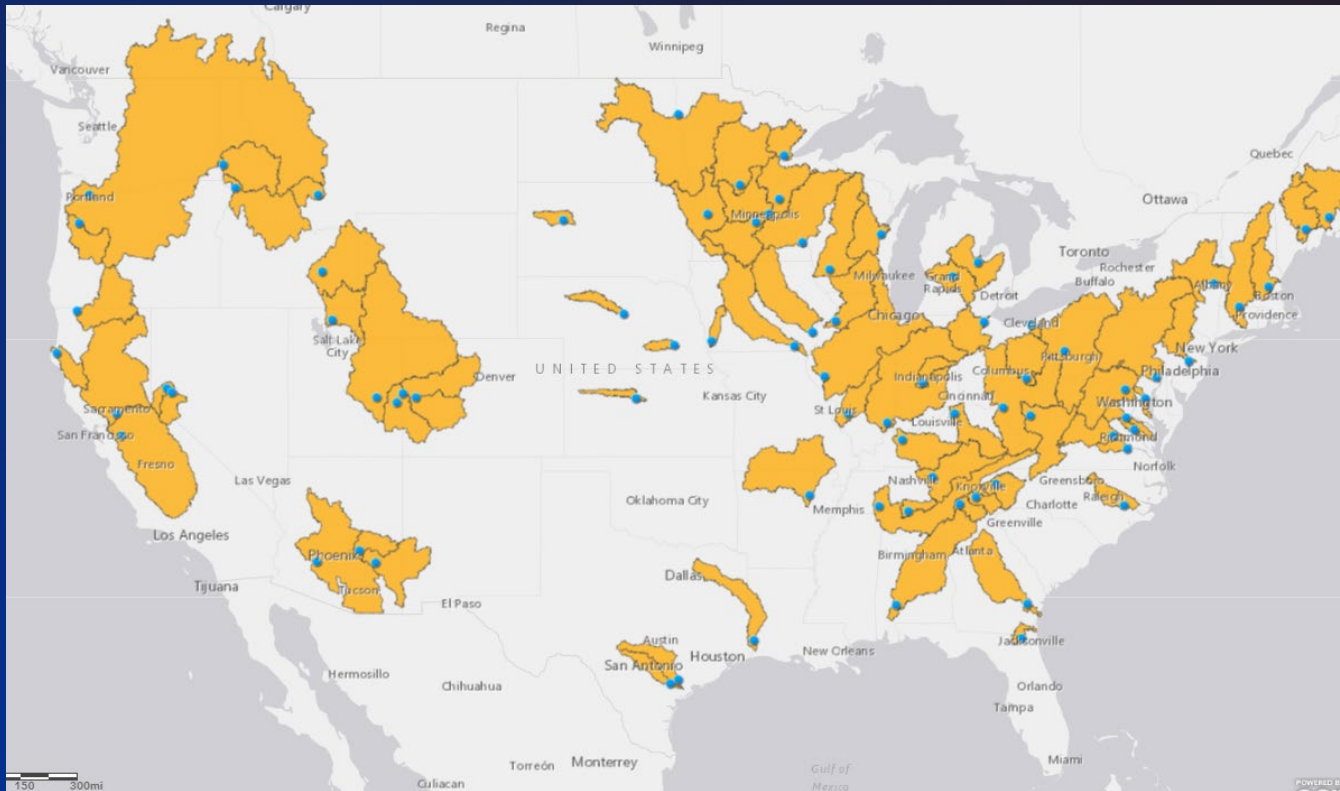 Calgary
Regina
Winnipeg
Vancouver
Seattle
Quebec
Portland
Ottawa
Minneapolis
Toronto
Rochester
Buffalo
Milwaukee
Grand
Rapids
Albany
Detroit
Boston
Providence
Chicago
Cleveland
Salt Lake
City
New York
Pittsburgh
UNITED STATES
Denver
Columbus
Philadelphia
Indianapolis
Kansas City
Cincinnati
Washington
Sacramento
St Louis
Louisville
San Francisco
Richmond
Fresno
Norfolk
Las Vegas
Nashville
Knoxville
Greensboro
Oklahoma City
Raleigh
Memphis
Charlotte
Greenville
Los Angeles
Phoenix
Birmingham
Atlanta
Dallas
Tijuana
Tucson
El Paso
Austin
Jacksonville
New Orleans
Houston
San Antonio
Hermosillo
Chihuahua
Orlando
Tampa
Miami
Torreón
Monterrey
Gulf of
Mexico
Culiacan
150 300mi
POWERED B